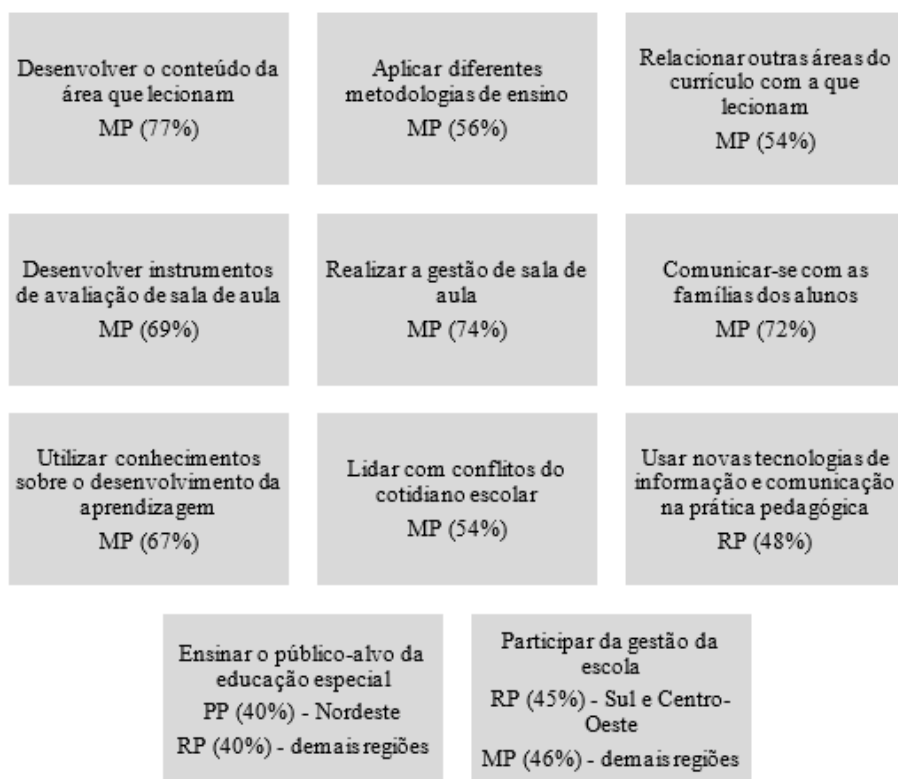 Desenvolver o conteúdo da
área que lecionam
MP (77%)
Aplicar diferentes
metodologias de ensino
MP (56%)
Relacionar outras áreas do
currículo com a que
lecionam
MP (54%)
Desenvolver instrumentos
de avaliação de sala de aula
MP (69%)
Realizar a gestão de sala de
aula
MP (74%)
Comunicar-se com as
famílias dos alunos
MP (72%)
Utilizar conhecimentos
sobre o desenvolvimento da
aprendizagem
MP (67%)
Lidar com conflitos do
cotidiano escolar
MP (54%)
Usar novas tecnologias de
informação e comunicação
na prática pedagógica
RP (48%)
Ensinar o público-alvo da
educação especial
PP (40%) - Nordeste
RP (40%) - demais regiões
Participar da gestão da
escola
RP (45%) - Sul e Centro-
Oeste
MP (46%) - demais regiões